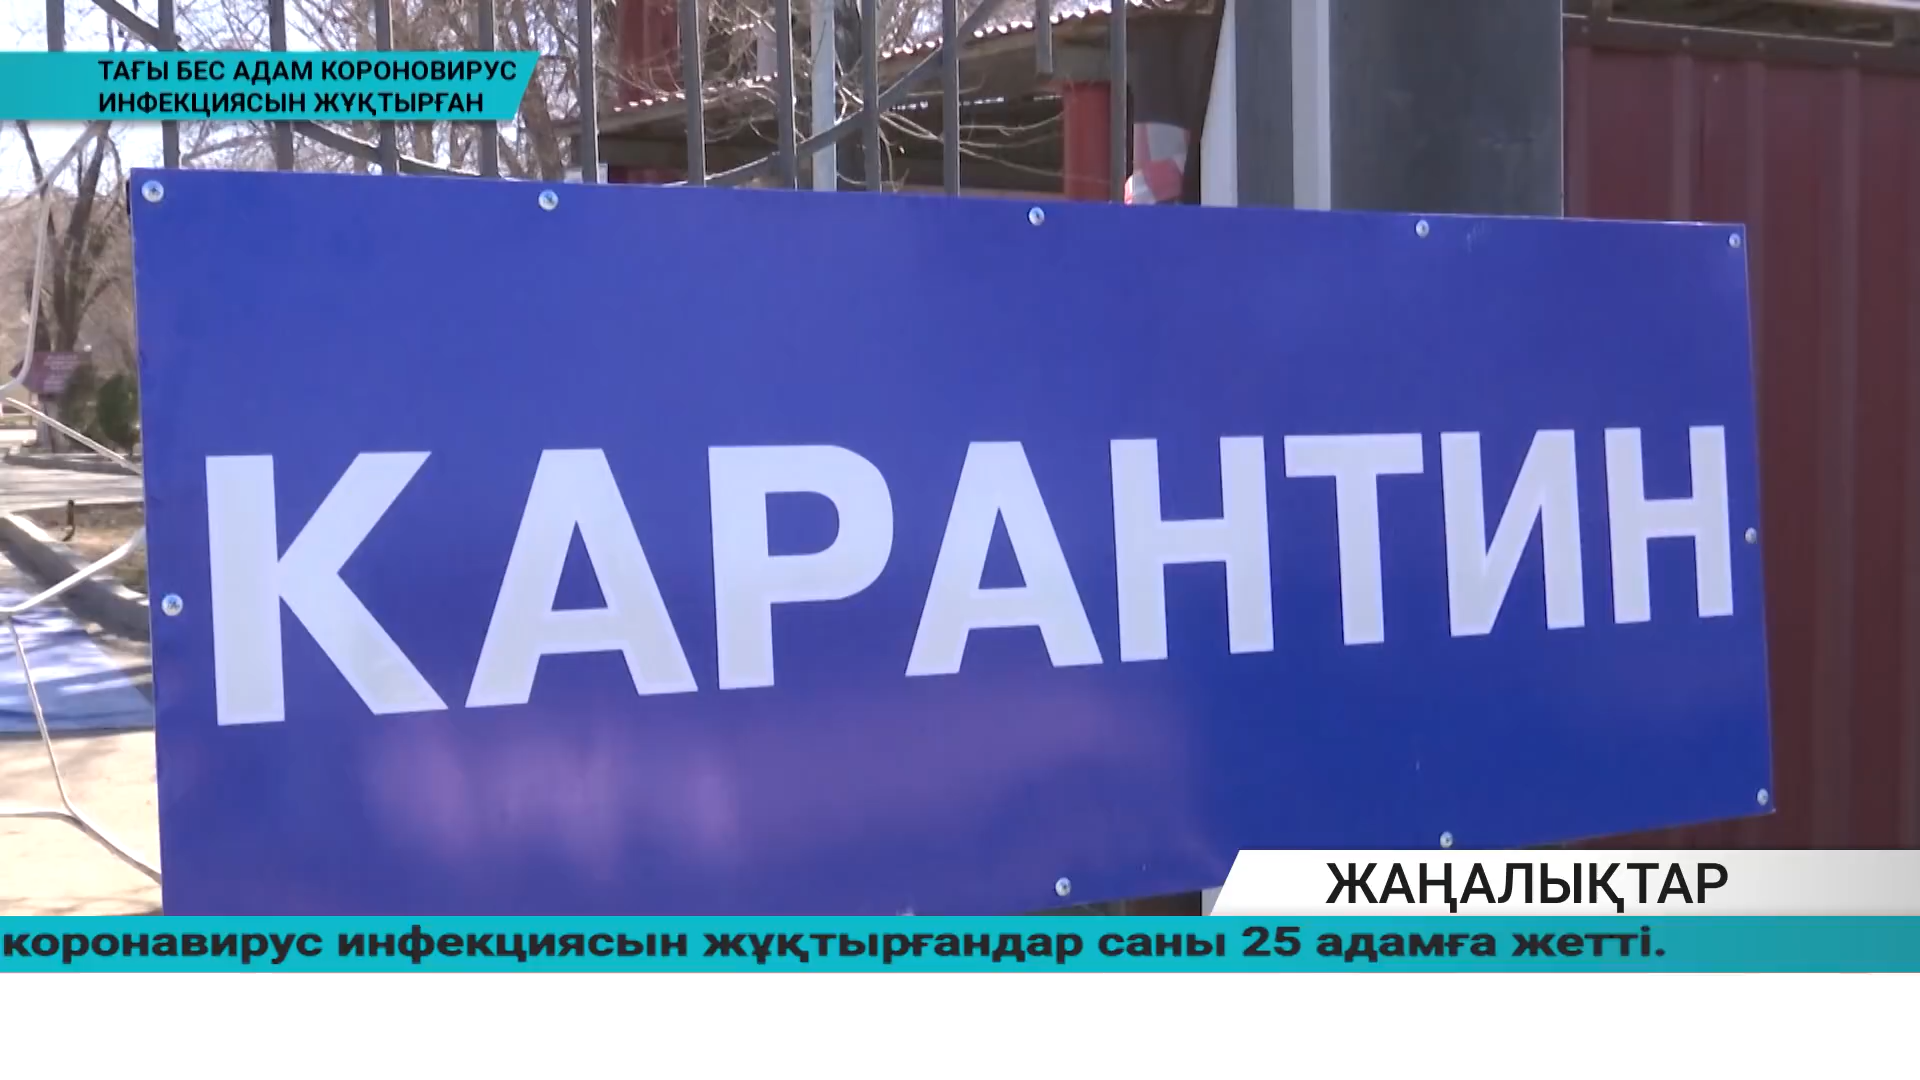 ТАҒЫ БЕС АДАМ КОРОНОВИРУС
ИНФЕКЦИЯСЫН ЖҰҚТЫРҒАН
КАРАНТИН
ЖАҢАЛЫҚТАР
коронавирус инфекциясын жұқтырғандар саны 25 адамға жетті.